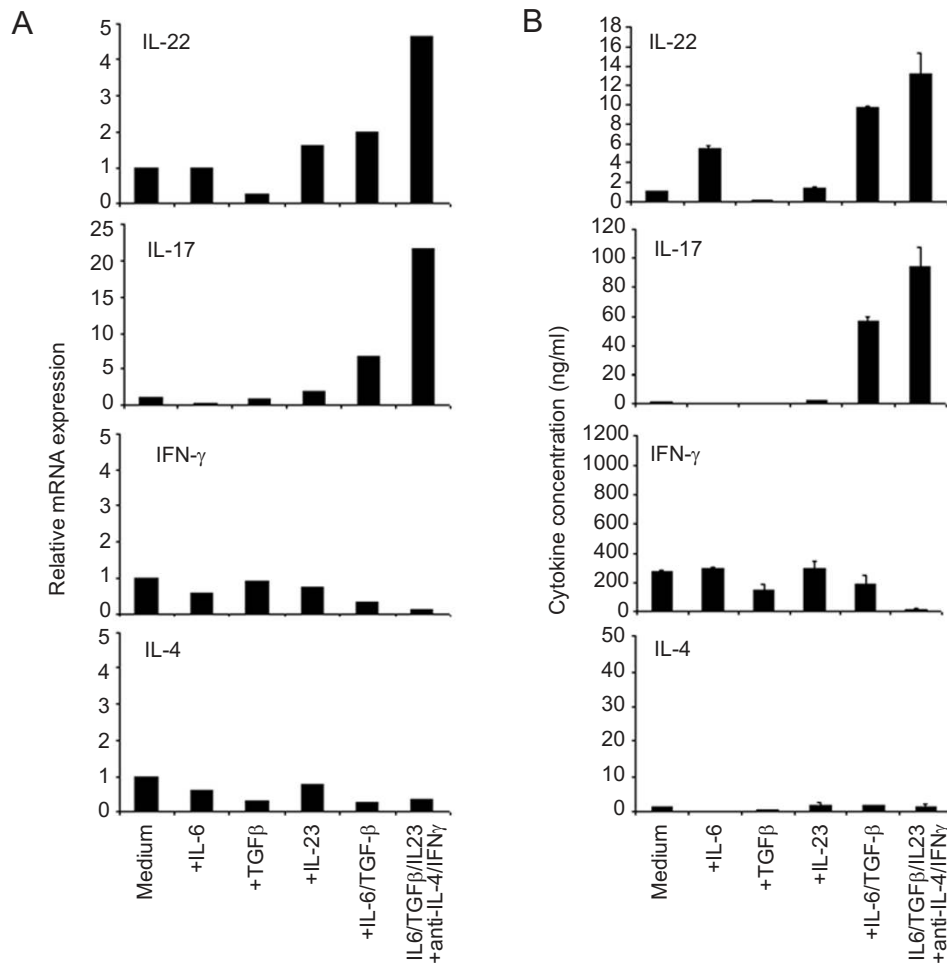 A
Relative mRNA expression
IL-22
5
4
3
2
1
0
IL-17
25
20
15
10
5
0
IFN-γ
5
4
3
2
1
0
IL-4
5
4
3
2
1
0
Medium
+IL-6
+TGFβ
+IL-23
+IL-6/TGF-β
IL6/TGFβ/IL23
+anti-IL-4/IFNγ
B
Cytokine concentration (ng/ml)
IL-22
18
16
14
12
10
8
6
4
2
0
IL-17
120
100
80
60
40
20
0
IFN-γ
1200
1000
800
600
400
200
0
IL-4
50
40
30
20
10
0
Medium
+IL-6
+TGFβ
+IL-23
+IL-6/TGF-β
IL6/TGFβ/IL23
+anti-IL-4/IFNγ